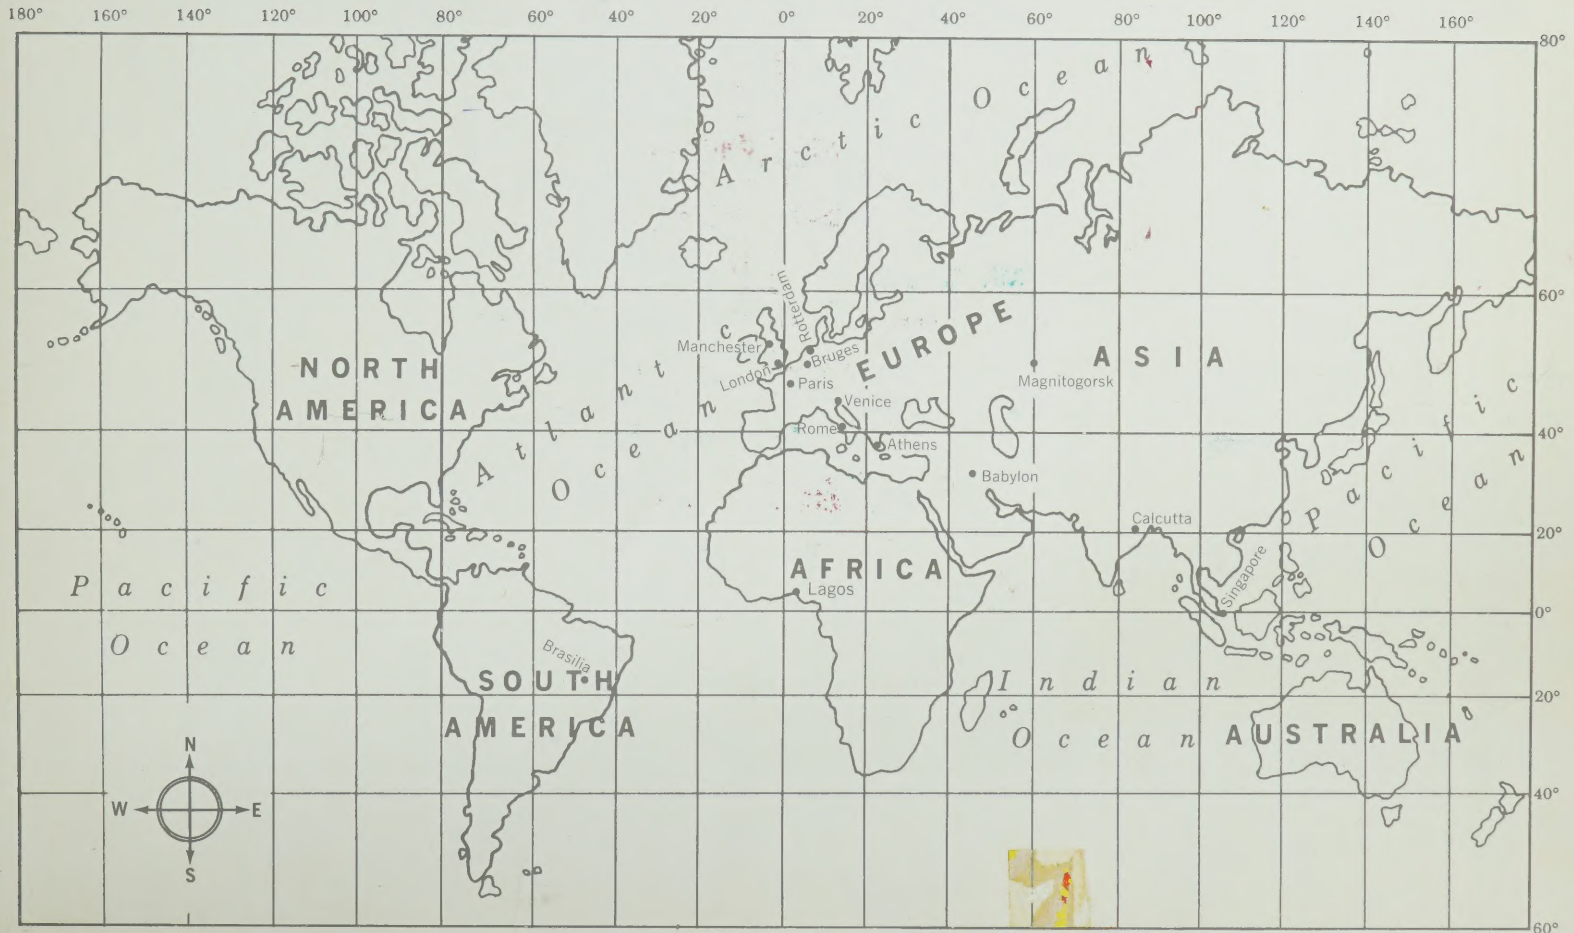 180° 160° 140° 120° 100° 80° 60° 40° 20° 0° 20° 40° 60° 80° 100° 120° 140° 160°
80°
Arctic Ocean
60°
Rotterdam
Manchester
London
Bruges
Paris
EUROPE
ASIA
Magnitogorsk
NORTH
AMERICA
Atlantic
Ocean
Venice
Rome
Athens
40°
Babylon
Pacific
Ocean
Calcutta
20°
AFRICA
Lagos
Singapore
0°
Pacific
Ocean
Brasilia
SOUTH
AMERICA
Indian
Ocean
20°
AUSTRALIA
40°
N
W E
S
60°